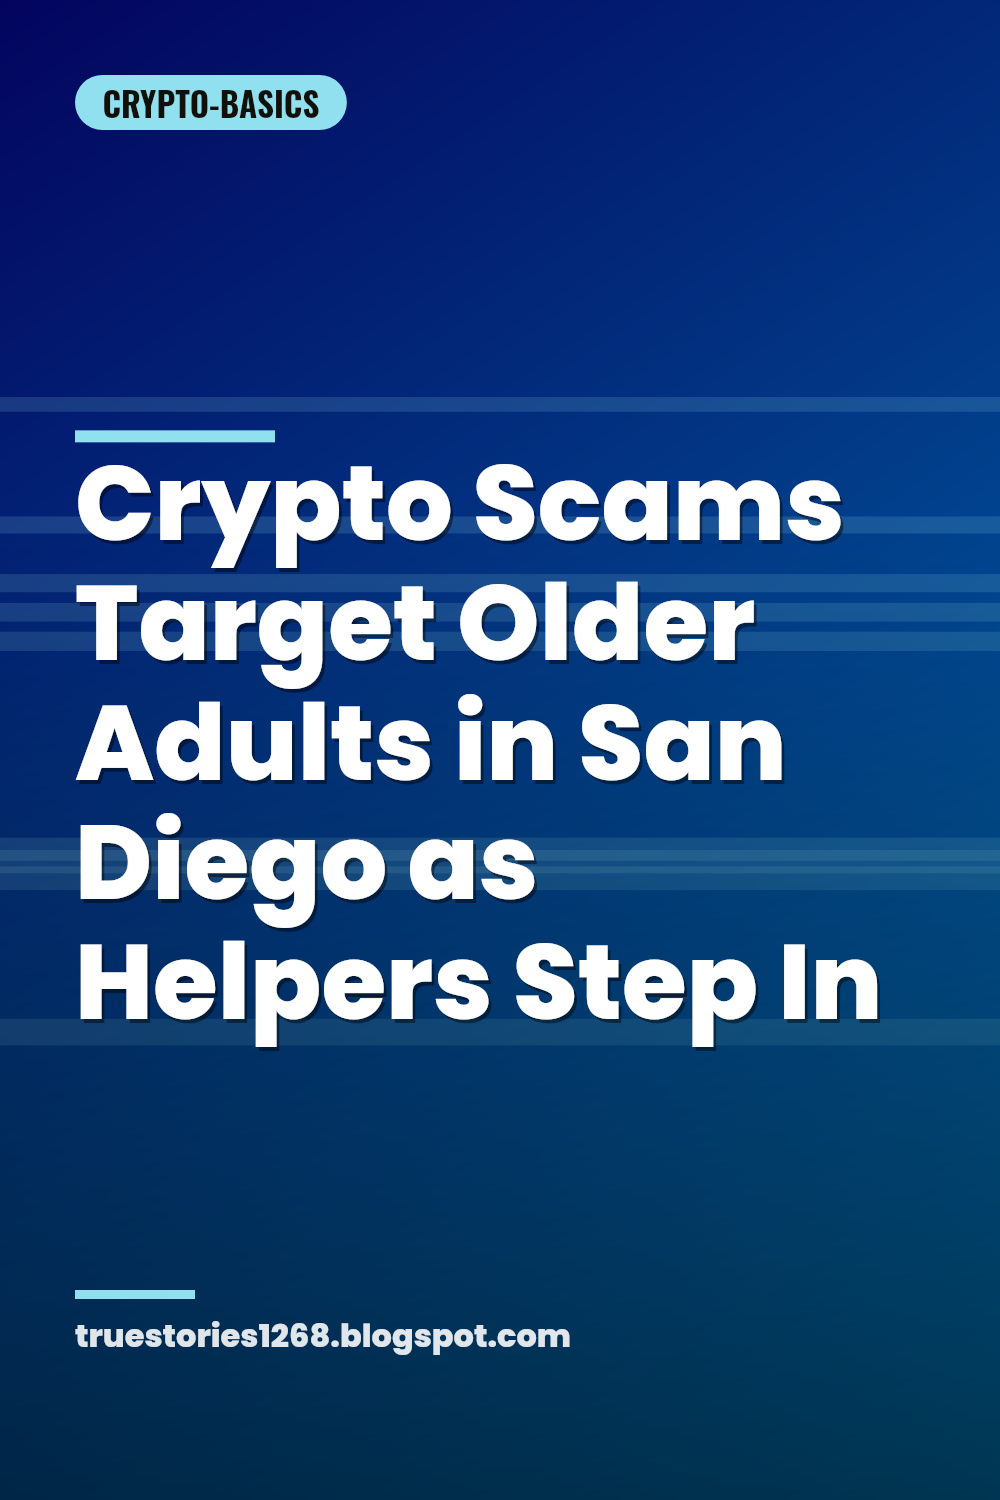 CRYPTO-BASICS
Crypto Scams
Target Older
Adults in San
Diego as
Helpers Step In
truestories1268.blogspot.com